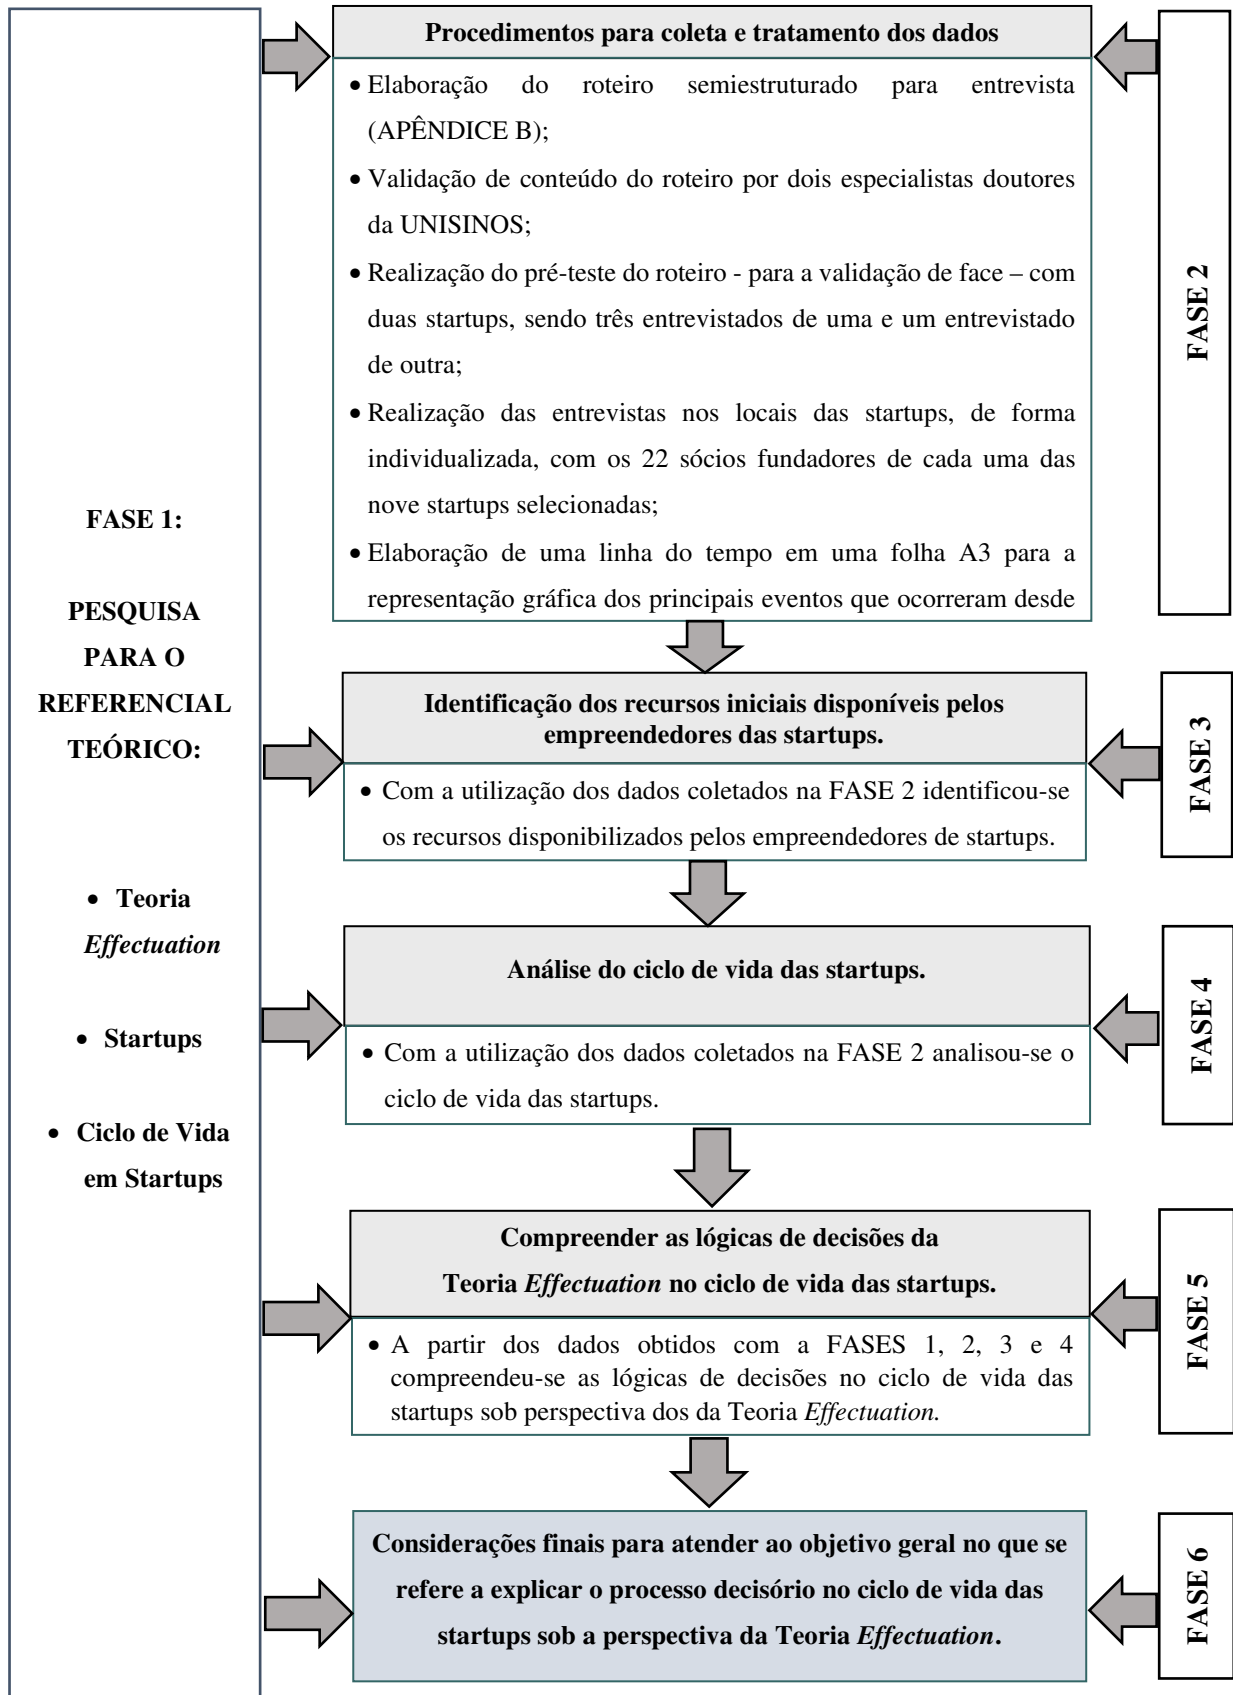 FASE 1:
PESQUISA
PARA O
REFERENCIAL
TEÓRICO:
• Teoria
Effectuation
• Startups
• Ciclo de Vida
em Startups
Procedimentos para coleta e tratamento dos dados
• Elaboração do roteiro semiestruturado para entrevista
(APÊNDICE B);
• Validação de conteúdo do roteiro por dois especialistas doutores
da UNISINOS;
• Realização do pré-teste do roteiro - para a validação de face – com
duas startups, sendo três entrevistados de uma e um entrevistado
de outra;
• Realização das entrevistas nos locais das startups, de forma
individualizada, com os 22 sócios fundadores de cada uma das
nove startups selecionadas;
• Elaboração de uma linha do tempo em uma folha A3 para a
representação gráfica dos principais eventos que ocorreram desde
FASE 2
Identificação dos recursos iniciais disponíveis pelos
empreendedores das startups.
• Com a utilização dos dados coletados na FASE 2 identificou-se
os recursos disponibilizados pelos empreendedores de startups.
FASE 3
Análise do ciclo de vida das startups.
• Com a utilização dos dados coletados na FASE 2 analisou-se o
ciclo de vida das startups.
FASE 4
Compreender as lógicas de decisões da
Teoria Effectuation no ciclo de vida das startups.
• A partir dos dados obtidos com a FASES 1, 2, 3 e 4
compreendeu-se as lógicas de decisões no ciclo de vida das
startups sob perspectiva dos da Teoria Effectuation.
FASE 5
Considerações finais para atender ao objetivo geral no que se
refere a explicar o processo decisório no ciclo de vida das
startups sob a perspectiva da Teoria Effectuation.
FASE 6